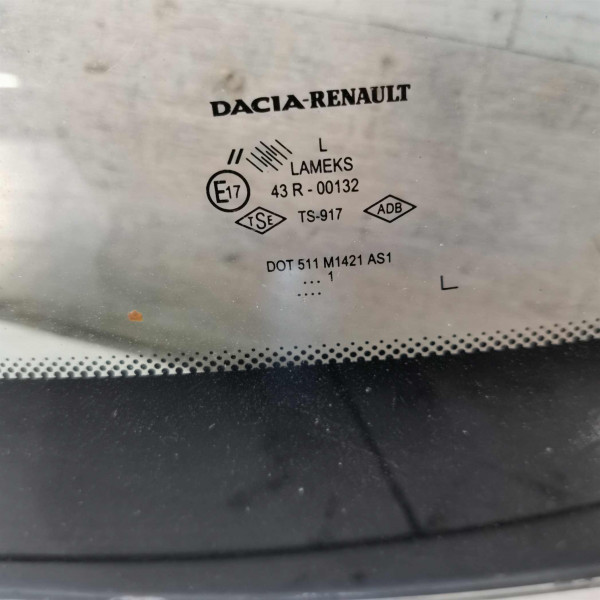 DACIA-RENAULT
L
LAMEKS
E17 43 R - 00132
TSE TS-917 ADB
DOT 511 M1421 AS1
... 1
....